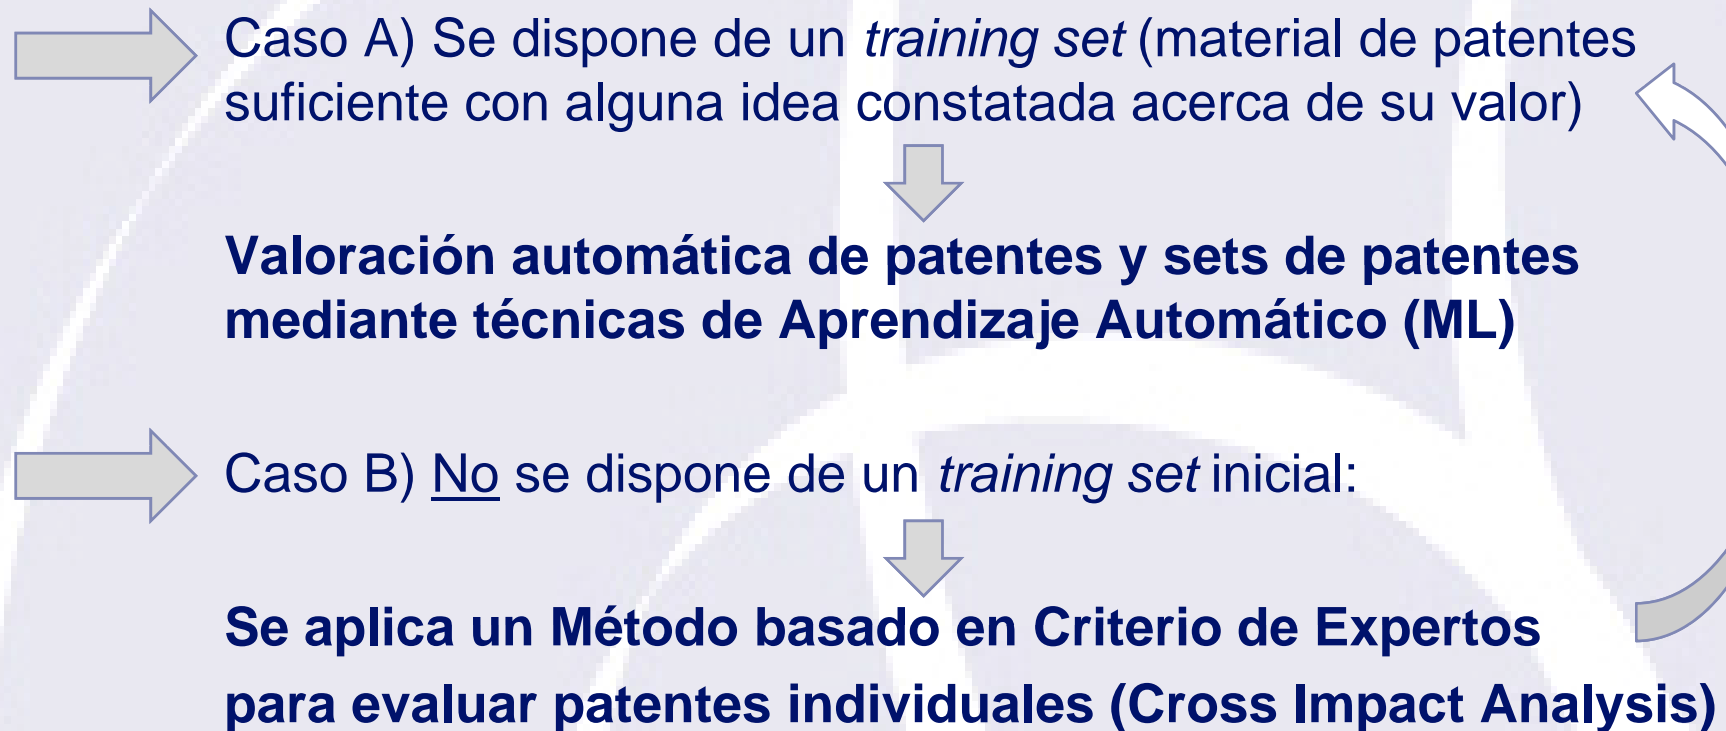 Caso A) Se dispone de un training set (material de patentes
suficiente con alguna idea constatada acerca de su valor)
Valoración automática de patentes y sets de patentes
mediante técnicas de Aprendizaje Automático (ML)
Caso B) No se dispone de un training set inicial:
Se aplica un Método basado en Criterio de Expertos
para evaluar patentes individuales (Cross Impact Analysis)